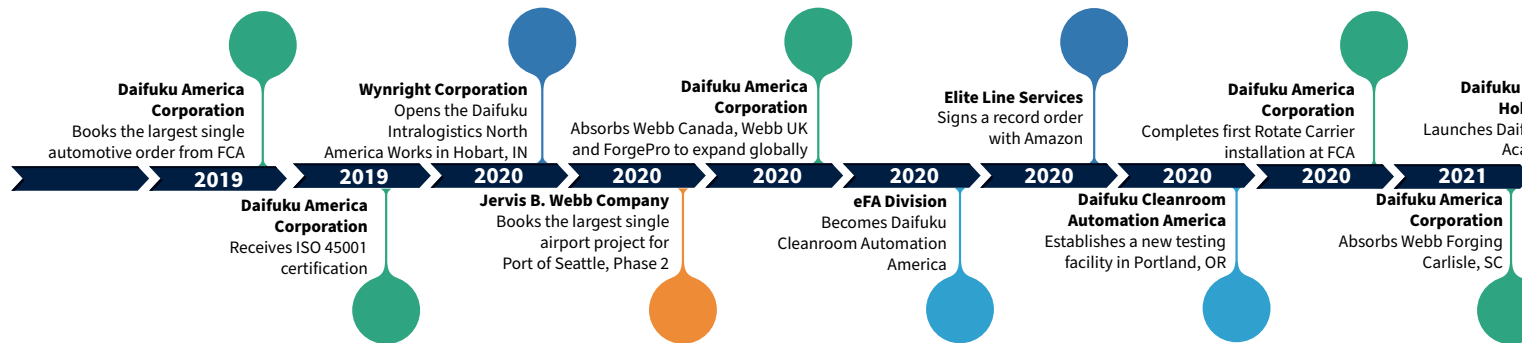 Daifuku America
Corporation
Books the largest single
automotive order from FCA
Wynright Corporation
Opens the Daifuku
Intralogistics North
America Works in Hobart, IN
Daifuku America
Corporation
Absorbs Webb Canada, Webb UK
and ForgePro to expand globally
Elite Line Services
Signs a record order
with Amazon
Daifuku America
Corporation
Completes first Rotate Carrier
installation at FCA
Daifuku
Launches
2019 2019 2020 2020 2020 2020 2020 2020 2020 2021
Daifuku America
Corporation
Receives ISO 45001
certification
Jervis B. Webb Company
Books the largest single
airport project for
Port of Seattle, Phase 2
eFA Division
Becomes Daifuku
Cleanroom Automation
America
Daifuku Cleanroom
Automation America
Establishes a new testing
facility in Portland, OR
Daifuku America
Corporation
Absorbs Webb Forging
Carlisle, SC